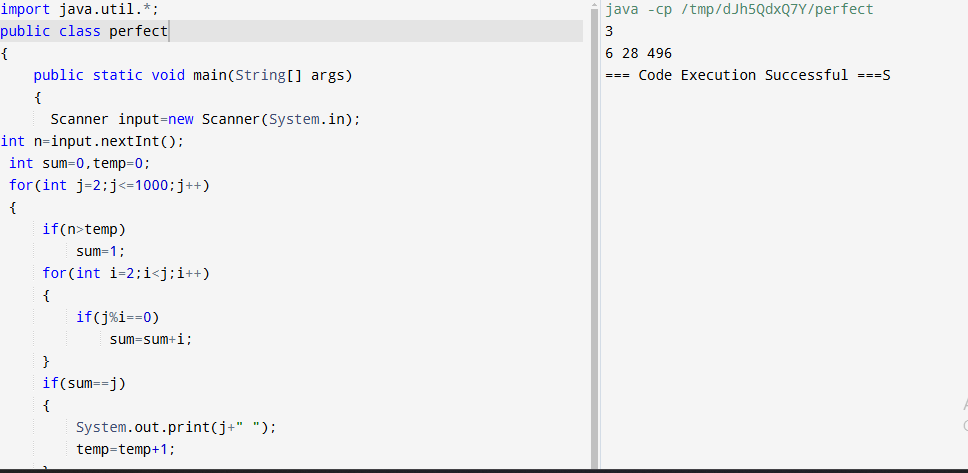 import java.util.*;
public class perfect
{
    public static void main(String[] args)
    {
      Scanner input=new Scanner(System.in);
int n=input.nextInt();
 int sum=0,temp=0;
 for(int j=2;j<=1000;j++)
 {
     if(n>temp)
         sum=1;
     for(int i=2;i<j;i++)
     {
         if(j%i==0)
             sum=sum+i;
     }
     if(sum==j)
     {
         System.out.print(j+" ");
         temp=temp+1;
java -cp /tmp/dJh5QdxQ7Y/perfect
3
6 28 496
=== Code Execution Successful ===S